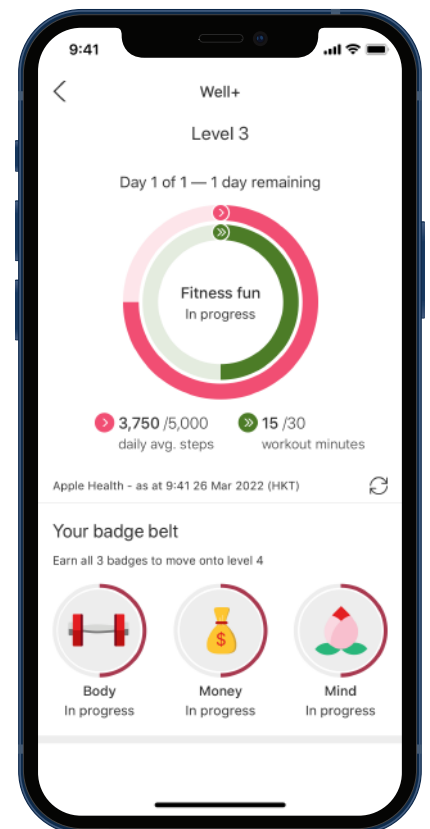 9:41
Well+
Level 3
Day 1 of 1 — 1 day remaining
Fitness fun
In progress
3,750 /5,000 15 /30
daily avg. steps workout minutes
Apple Health - as at 9:41 26 Mar 2022 (HKT)
Your badge belt
Earn all 3 badges to move onto level 4
$
Body Money Mind
In progress In progress In progress